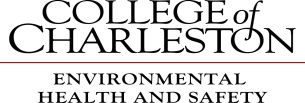 COLLEGE of
CHARLESTON
ENVIRONMENTAL
HEALTH AND SAFETY